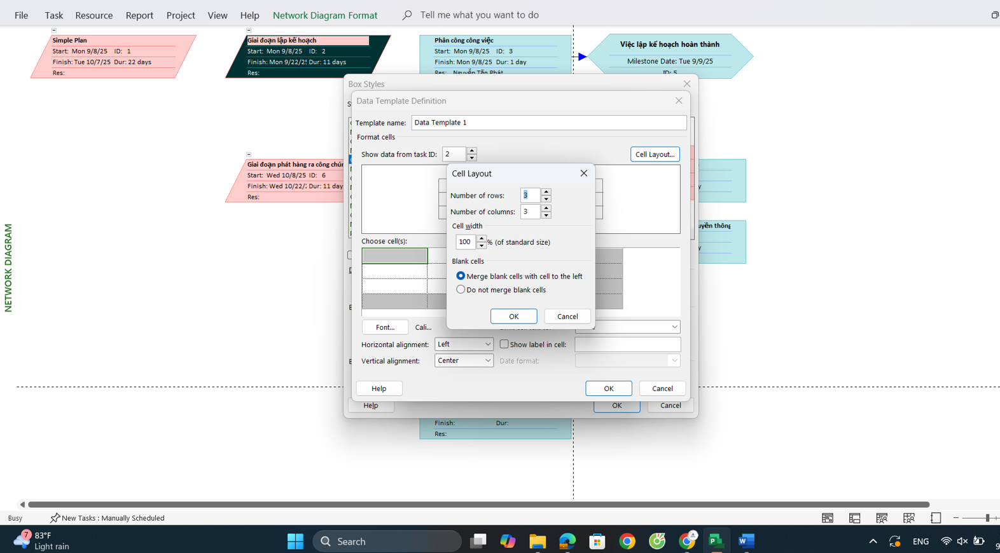 File Task Resource Report Project View Help Network Diagram Format Tell me what you want to do
Simple Plan
Start: Mon 9/8/25 ID: 1
Finish: Tue 10/7/25 Dur: 22 days
Res:
Giai đoạn lập kế hoạch
Start: Mon 9/8/25 ID: 2
Finish: Mon 9/22/2 Dur: 11 days
Res:
Phân công công việc
Start: Mon 9/8/25 ID: 3
Finish: Mon 9/8/25 Dur: 1 day
Res: Nguyễn Tấn Phát
Việc lập kế hoạch hoàn thành
Milestone Date: Tue 9/9/25
ID: 5
Giai đoạn phát hàng ra công chún
Start: Wed 10/8/25 ID: 6
Finish: Wed 10/22/ Dur: 11 day
Res:
uyền thông
NETWORK DIAGRAM
Box Styles
Data Template Definition
Template name: Data Template 1
Format cells
Show data from task ID: 2 Cell Layout...
Cell Layout
Number of rows: 3
Number of columns: 3
Cell width
100 % (of standard size)
Blank cells
Merge blank cells with cell to the left
Do not merge blank cells
OK Cancel
Choose cell(s):
Font... Cali...
Horizontal alignment: Left Show label in cell:
Vertical alignment: Center Date format:
Help OK Cancel
Help OK Cancel
Finish: Dur:
Res:
Busy New Tasks : Manually Scheduled
7 83°F
Light rain
Search
ENG